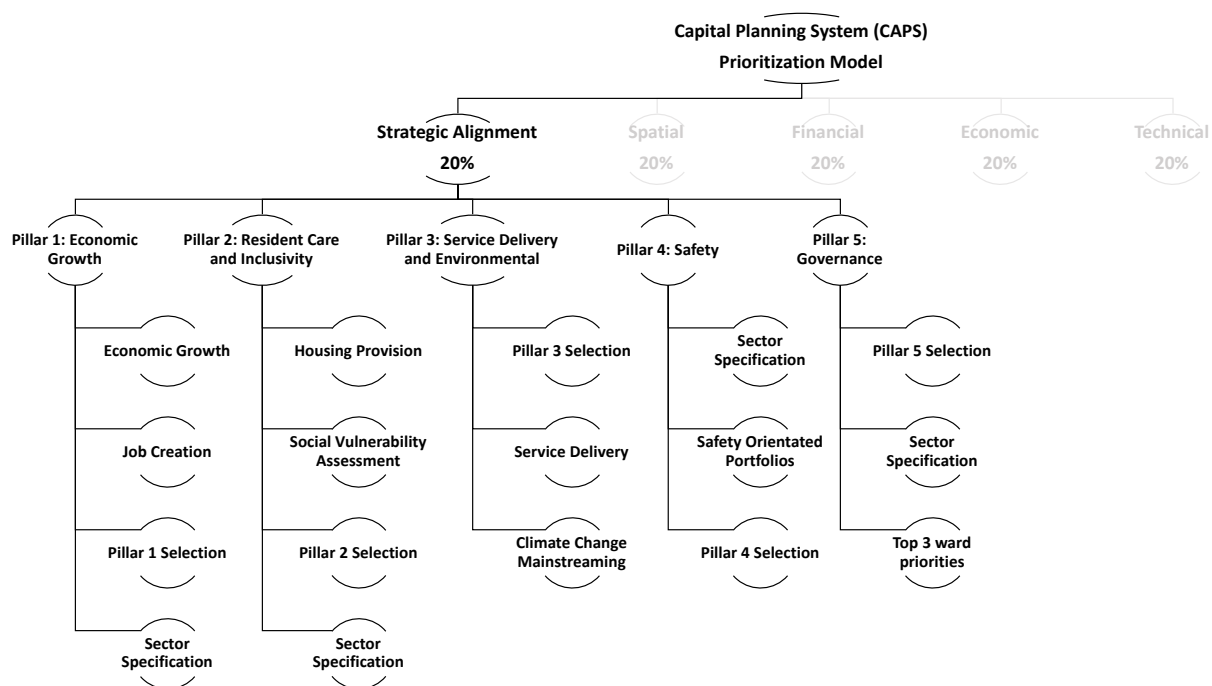 Capital Planning System (CAPS)
Prioritization Model
Strategic Alignment
20%
Spatial
20%
Financial
20%
Economic
20%
Technical
20%
Pillar 1: Economic
Growth
Pillar 2: Resident Care
and Inclusivity
Pillar 3: Service Delivery
and Environmental
Pillar 4: Safety
Pillar 5:
Governance
Economic Growth
Job Creation
Pillar 1 Selection
Sector
Specification
Housing Provision
Social Vulnerability
Assessment
Pillar 2 Selection
Sector
Specification
Pillar 3 Selection
Service Delivery
Climate Change
Mainstreaming
Sector
Specification
Safety Orientated
Portfolios
Pillar 4 Selection
Pillar 5 Selection
Sector
Specification
Top 3 ward
priorities